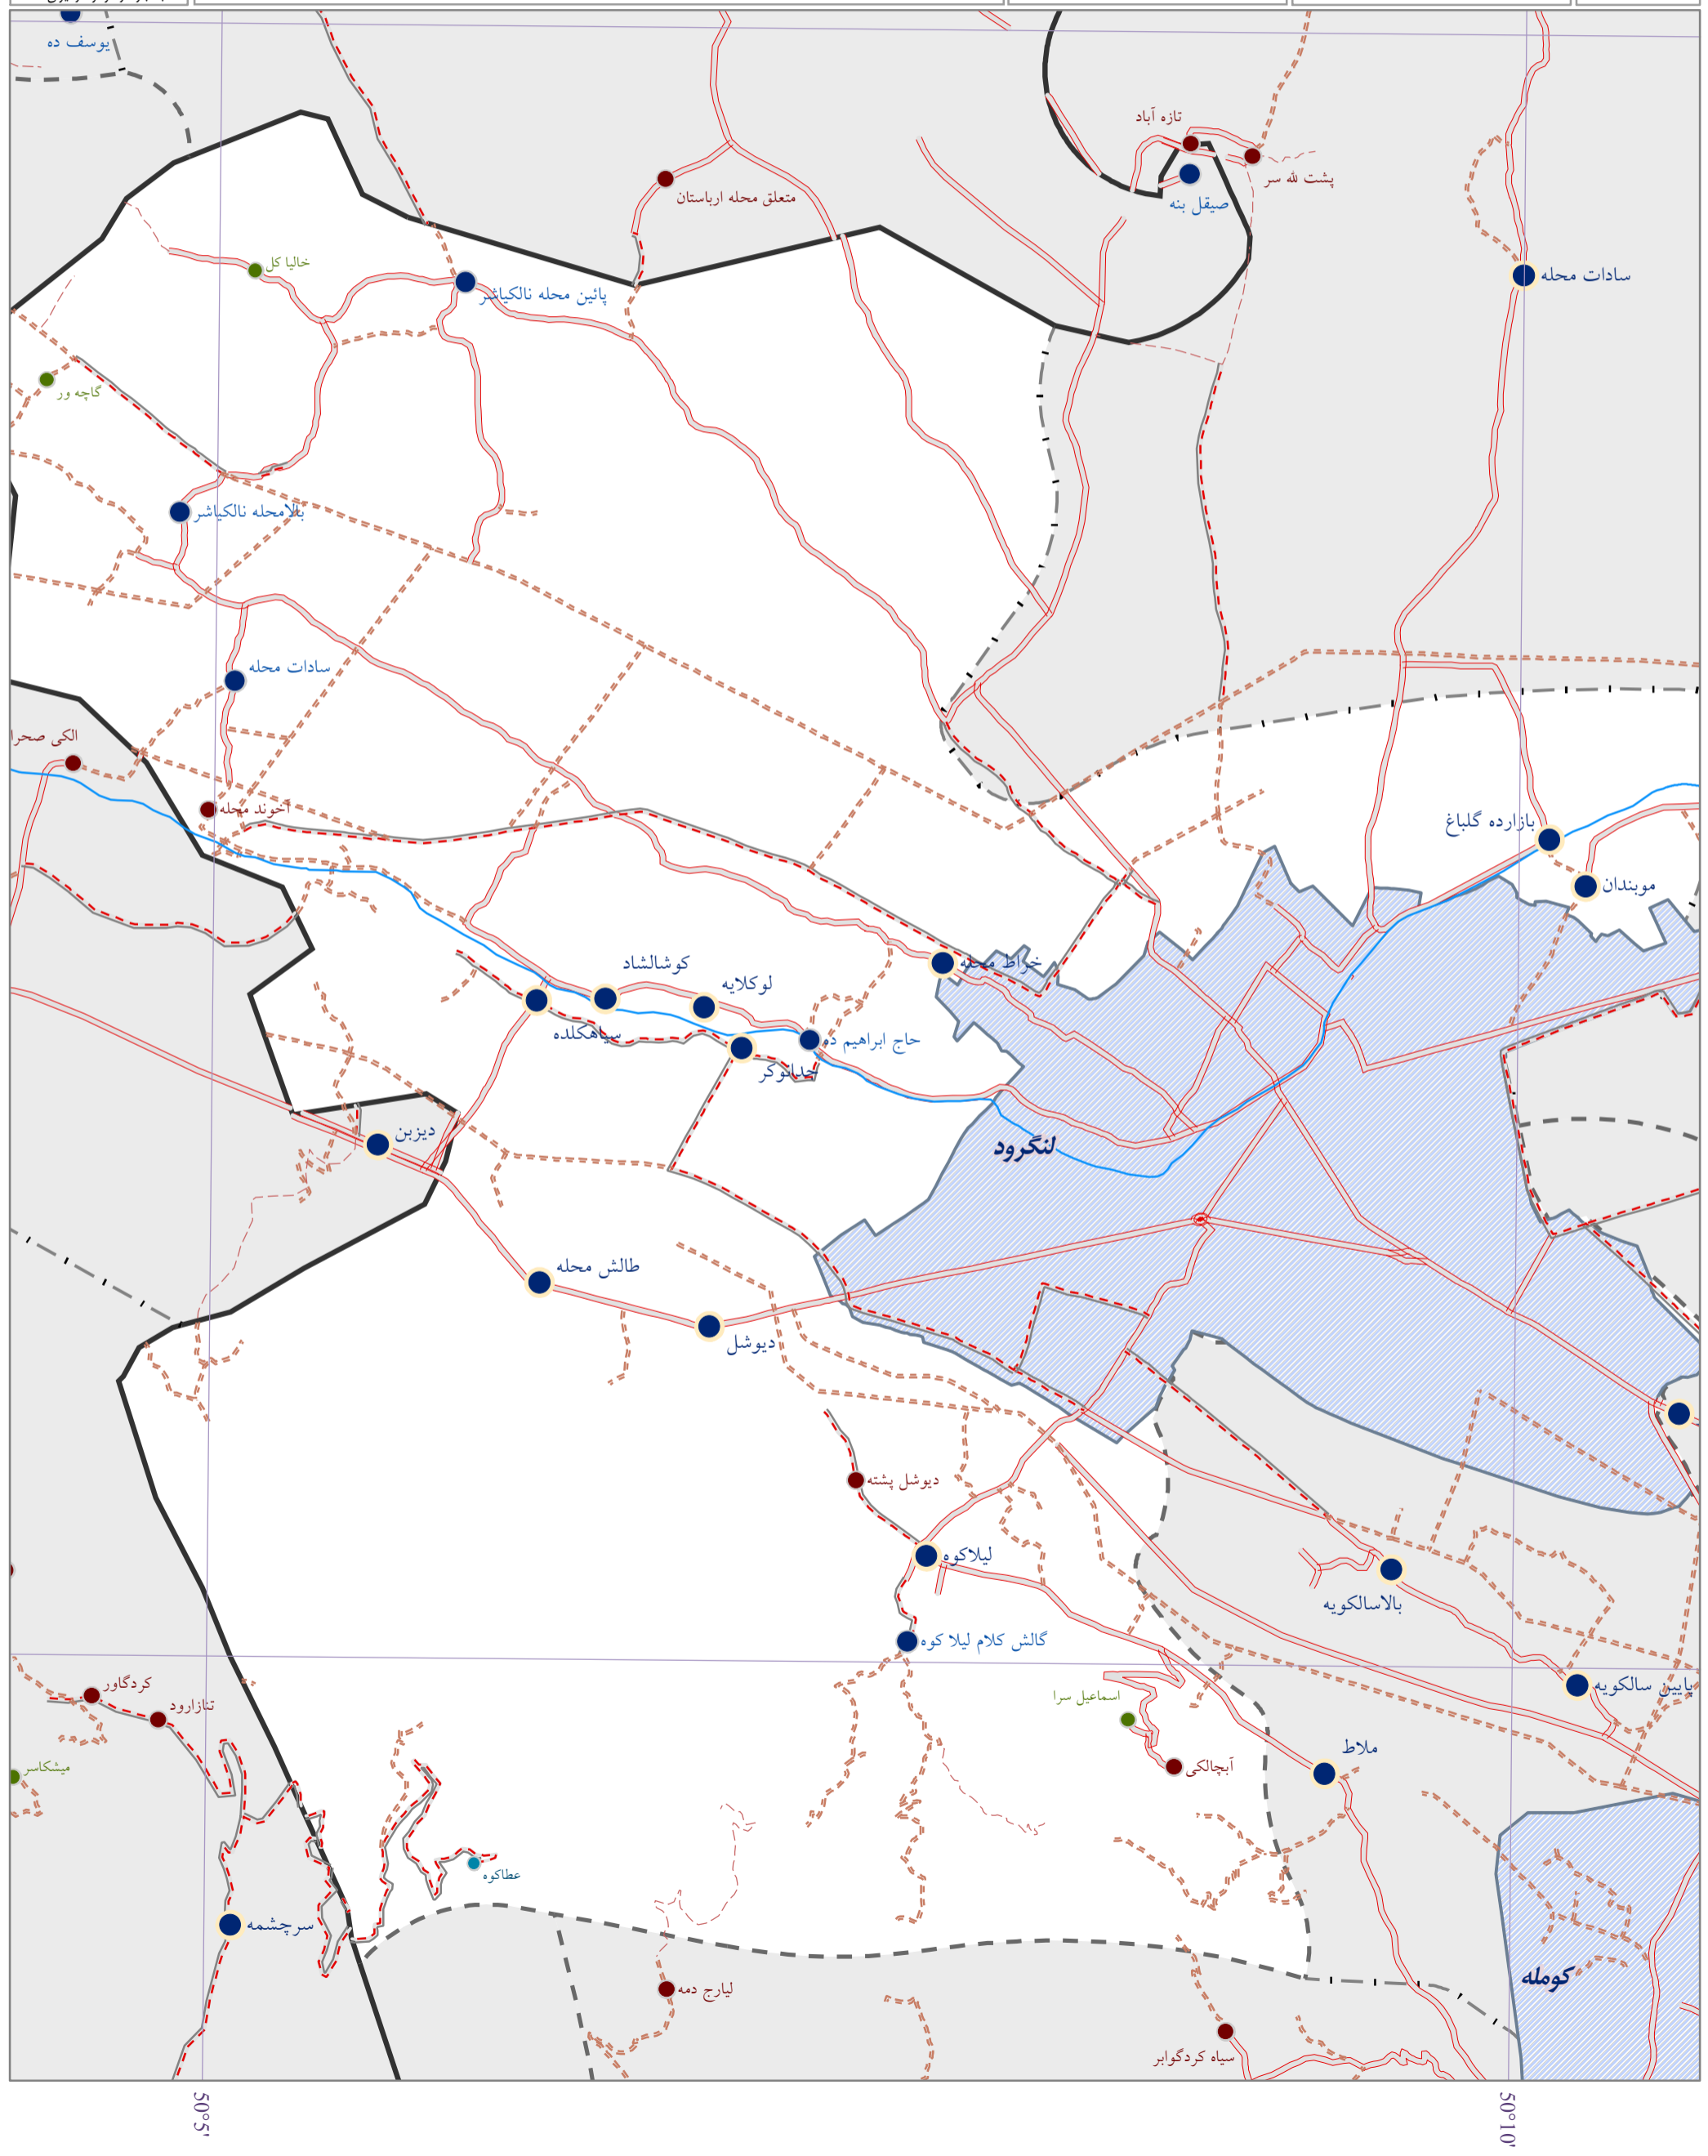 یوسف ده
تازه آباد
پشت لله سر
متعلق محله اربابستان
صیقل بنه
خالیا کل
سادات محله
پائین محله نالکیاشر
گاچه ور
بالامحله نالکیاشر
سادات محله
الکی صحرا
آخوند محله
بازارده گلباغ
موبندان
کوشالشاد
خراط محله
لوکلایه
سیاهکلده
حاج ابراهیم ده
چدانوکر
دیزبن
لنگرود
طالش محله
دیوشل
دیوشل پشته
لیلاکوه
بالاسالکویه
گالش کلام لیلا کوه
کردگاور
پایین سالکویه
اسماعیل سرا
تنازارود
ملاط
میشکاسر
آبچالکی
عطاکوه
سرچشمه
کومله
لیارج دمه
سیاه کردگوابر
50°5'
50°10'